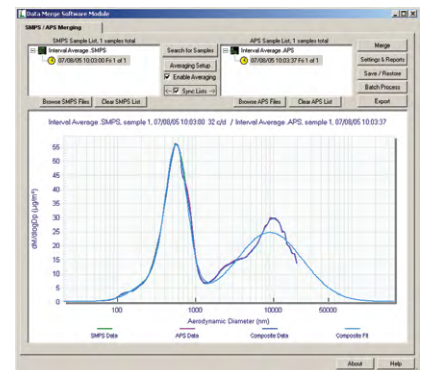 Data Merge Software Module
SMPS / APS Merging
SMPS Sample List, 1 samples total
APS Sample List, 1 samples total
Interval Average .SMPS
07/08/05 10:03:00 Fri 1 of 1
Search for Samples
Averaging Setup
Enable Averaging
<-- Sync Lists -->
Interval Average .APS
07/08/05 10:03:37 Fri 1 of 1
Merge
Settings & Reports
Save / Restore
Batch Process
Export
Browse SMPS Files
Clear SMPS List
Browse APS Files
Clear APS List
Interval Average .SMPS, sample 1, 07/08/05 10:03:00 32 c/d / Interval Average .APS, sample 1, 07/08/05 10:03:37
dM/dlogDp (µg/m³)
55
50
45
40
35
30
25
20
15
10
5
0
100 1000 10000 50000
Aerodynamic Diameter (nm)
SMPS Data APS Data Composite Data Composite Fit
About Help